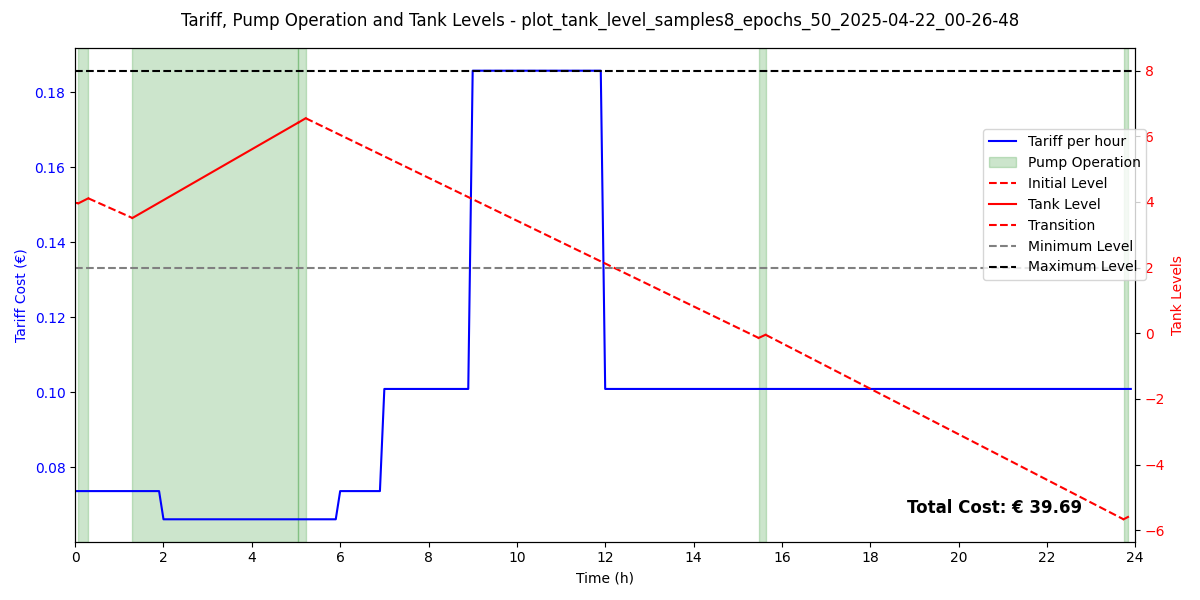 Tariff, Pump Operation and Tank Levels - plot_tank_level_samples8_epochs_50_2025-04-22_00-26-48
Tariff Cost (€)
0.18
0.16
0.14
0.12
0.10
0.08
8
6
4
2
0
−2
−4
−6
Tank Levels
Tariff per hour
Pump Operation
Initial Level
Tank Level
Transition
Minimum Level
Maximum Level
Total Cost: € 39.69
0 2 4 6 8 10 12 14 16 18 20 22 24
Time (h)